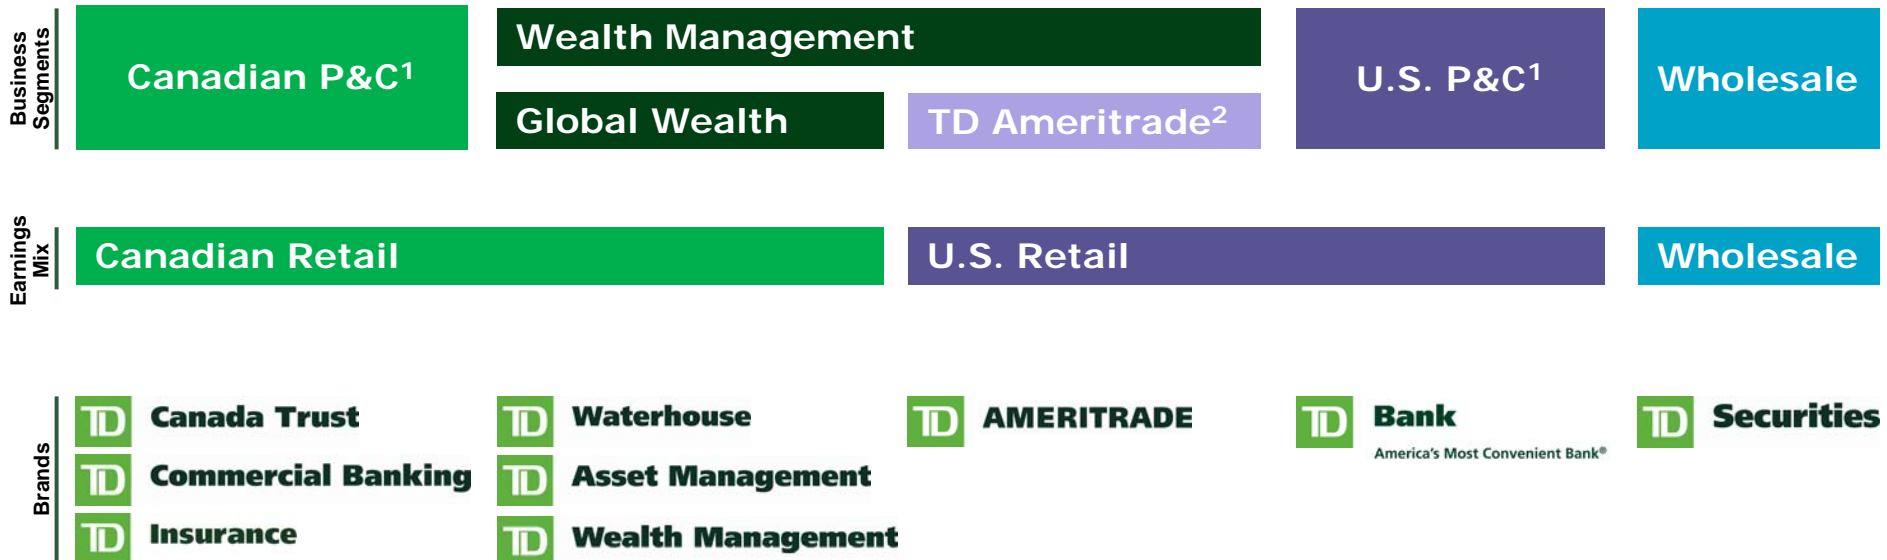 Business
Segments
Canadian P&C¹
Wealth Management
Global Wealth
TD Ameritrade²
U.S. P&C¹
Wholesale
Earnings
Mix
Canadian Retail
U.S. Retail
Wholesale
Brands
TD Canada Trust
TD Commercial Banking
TD Insurance
TD Waterhouse
TD Asset Management
TD Wealth Management
TD AMERITRADE
TD Bank
America's Most Convenient Bank®
TD Securities